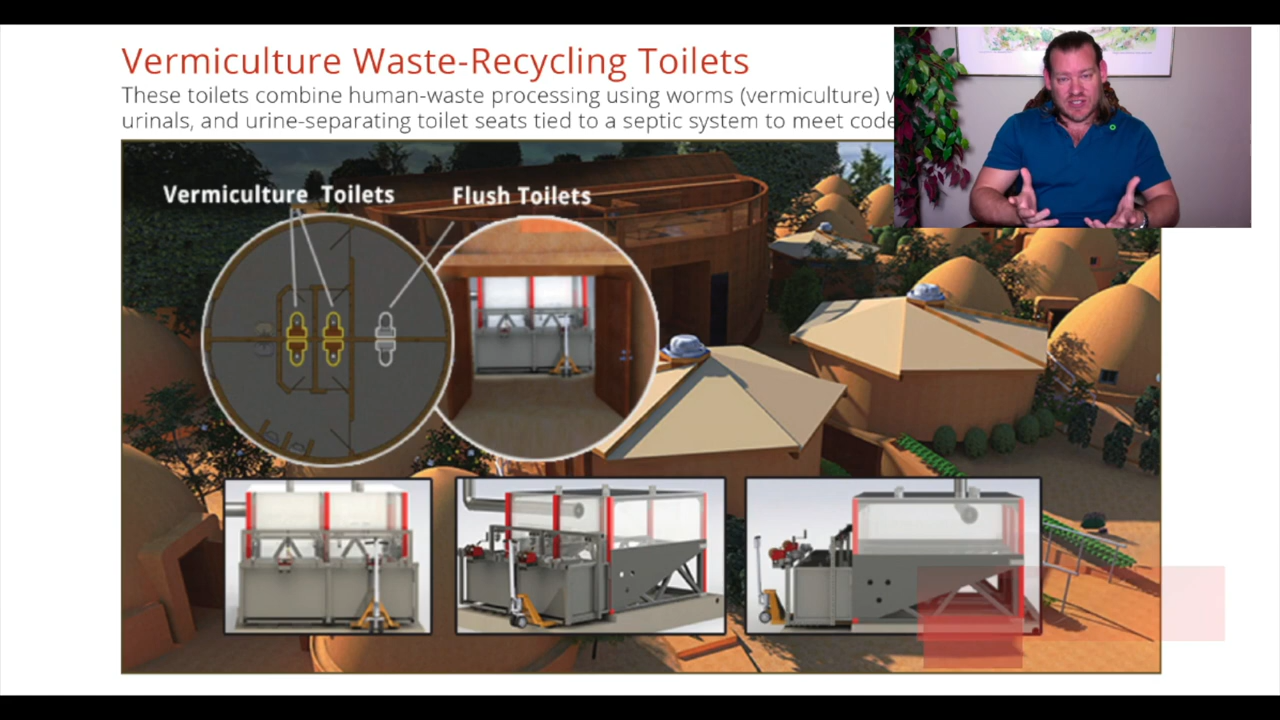 Vermiculture Waste-Recycling Toilets
These toilets combine human-waste processing using worms (vermiculture)
urinals, and urine-separating toilet seats tied to a septic system to meet code
Vermiculture Toilets
Flush Toilets